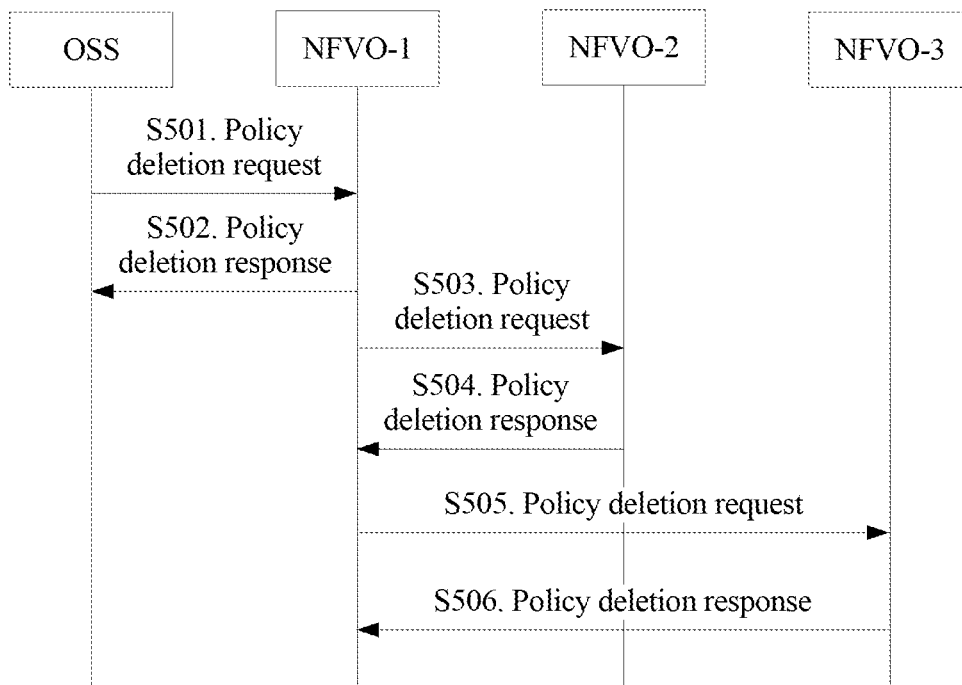 OSS
NFVO-1
NFVO-2
NFVO-3
S501. Policy
deletion request
S502. Policy
deletion response
S503. Policy
deletion request
S504. Policy
deletion response
S505. Policy deletion request
S506. Policy deletion response